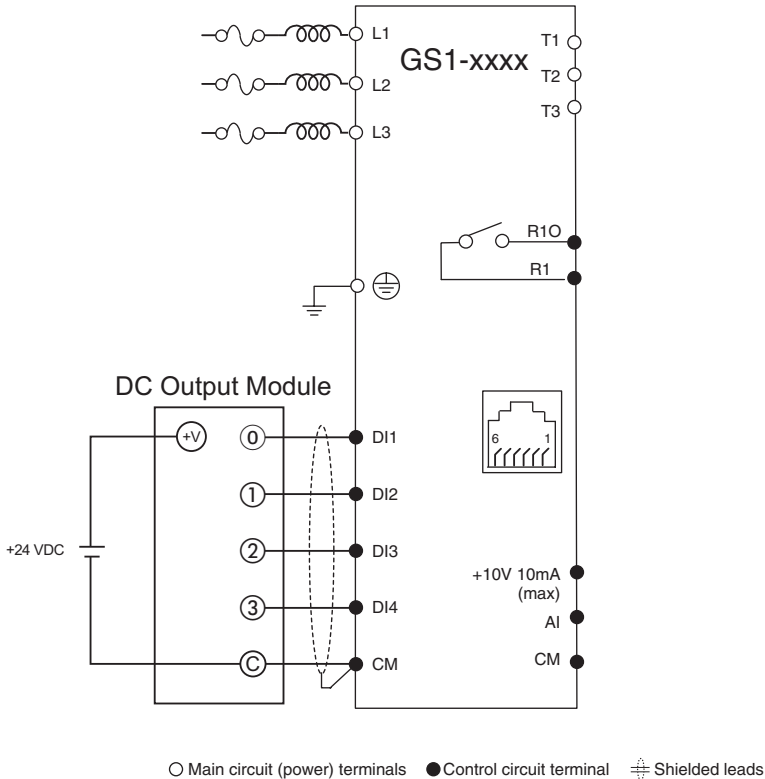 L1
GS1-xxxx
T1
L2
T2
L3
T3
R1O
R1
DC Output Module
+V
0
DI1
6 1
1
DI2
+24 VDC
2
DI3
+10V 10mA
(max)
3
DI4
AI
C
CM
CM
Main circuit (power) terminals
Control circuit terminal
Shielded leads